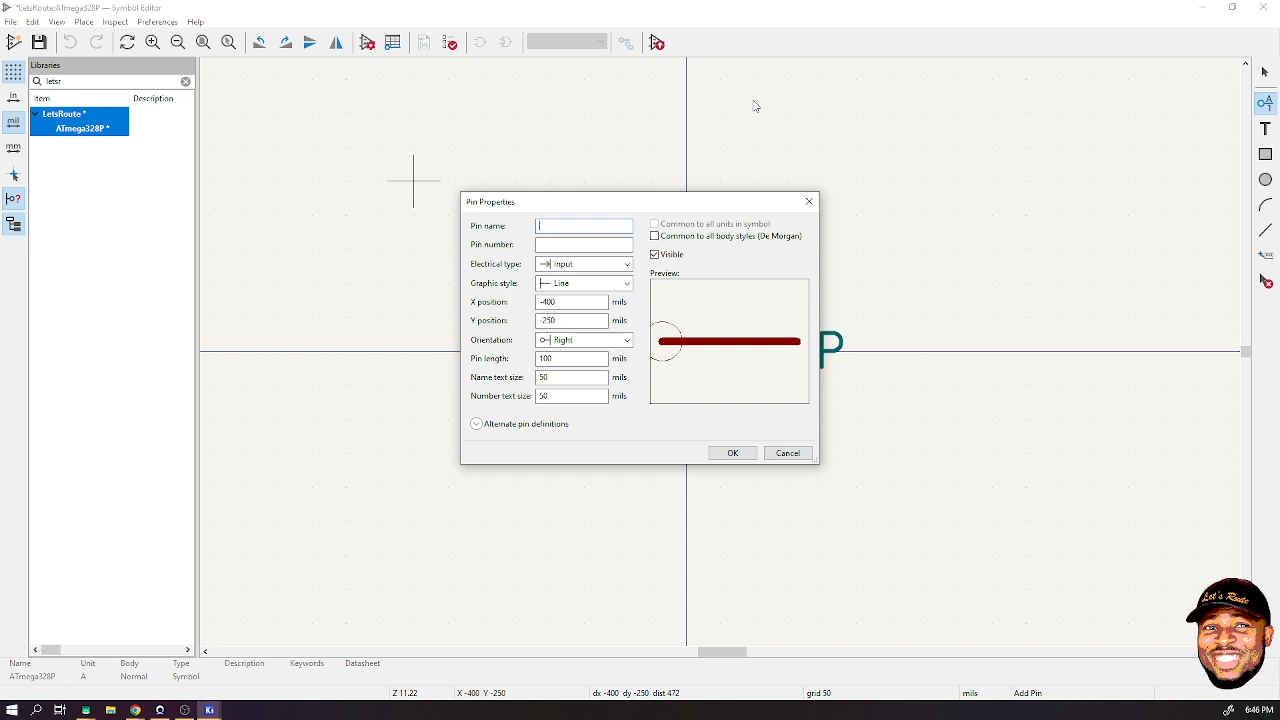 *LetsRoute:ATmega328P — Symbol Editor
File Edit View Place Inspect Preferences Help
Libraries
letsr
Item Description
LetsRoute *
ATmega328P *
in
mil
mm
Pin Properties
Pin name:
Pin number:
Electrical type: Input
Graphic style: Line
X position: -400 mils
Y position: -250 mils
Orientation: Right
Pin length: 100 mils
Name text size: 50 mils
Number text size: 50 mils
Alternate pin definitions
Common to all units in symbol
Common to all body styles (De Morgan)
Visible
Preview:
OK Cancel
P
Let's Route
Name Unit Body Type Description Keywords Datasheet
ATmega328P A Normal Symbol
Z 11.22 X -400 Y -250 dx -400 dy -250 dist 472 grid 50 mils Add Pin
Ki 6:46 PM